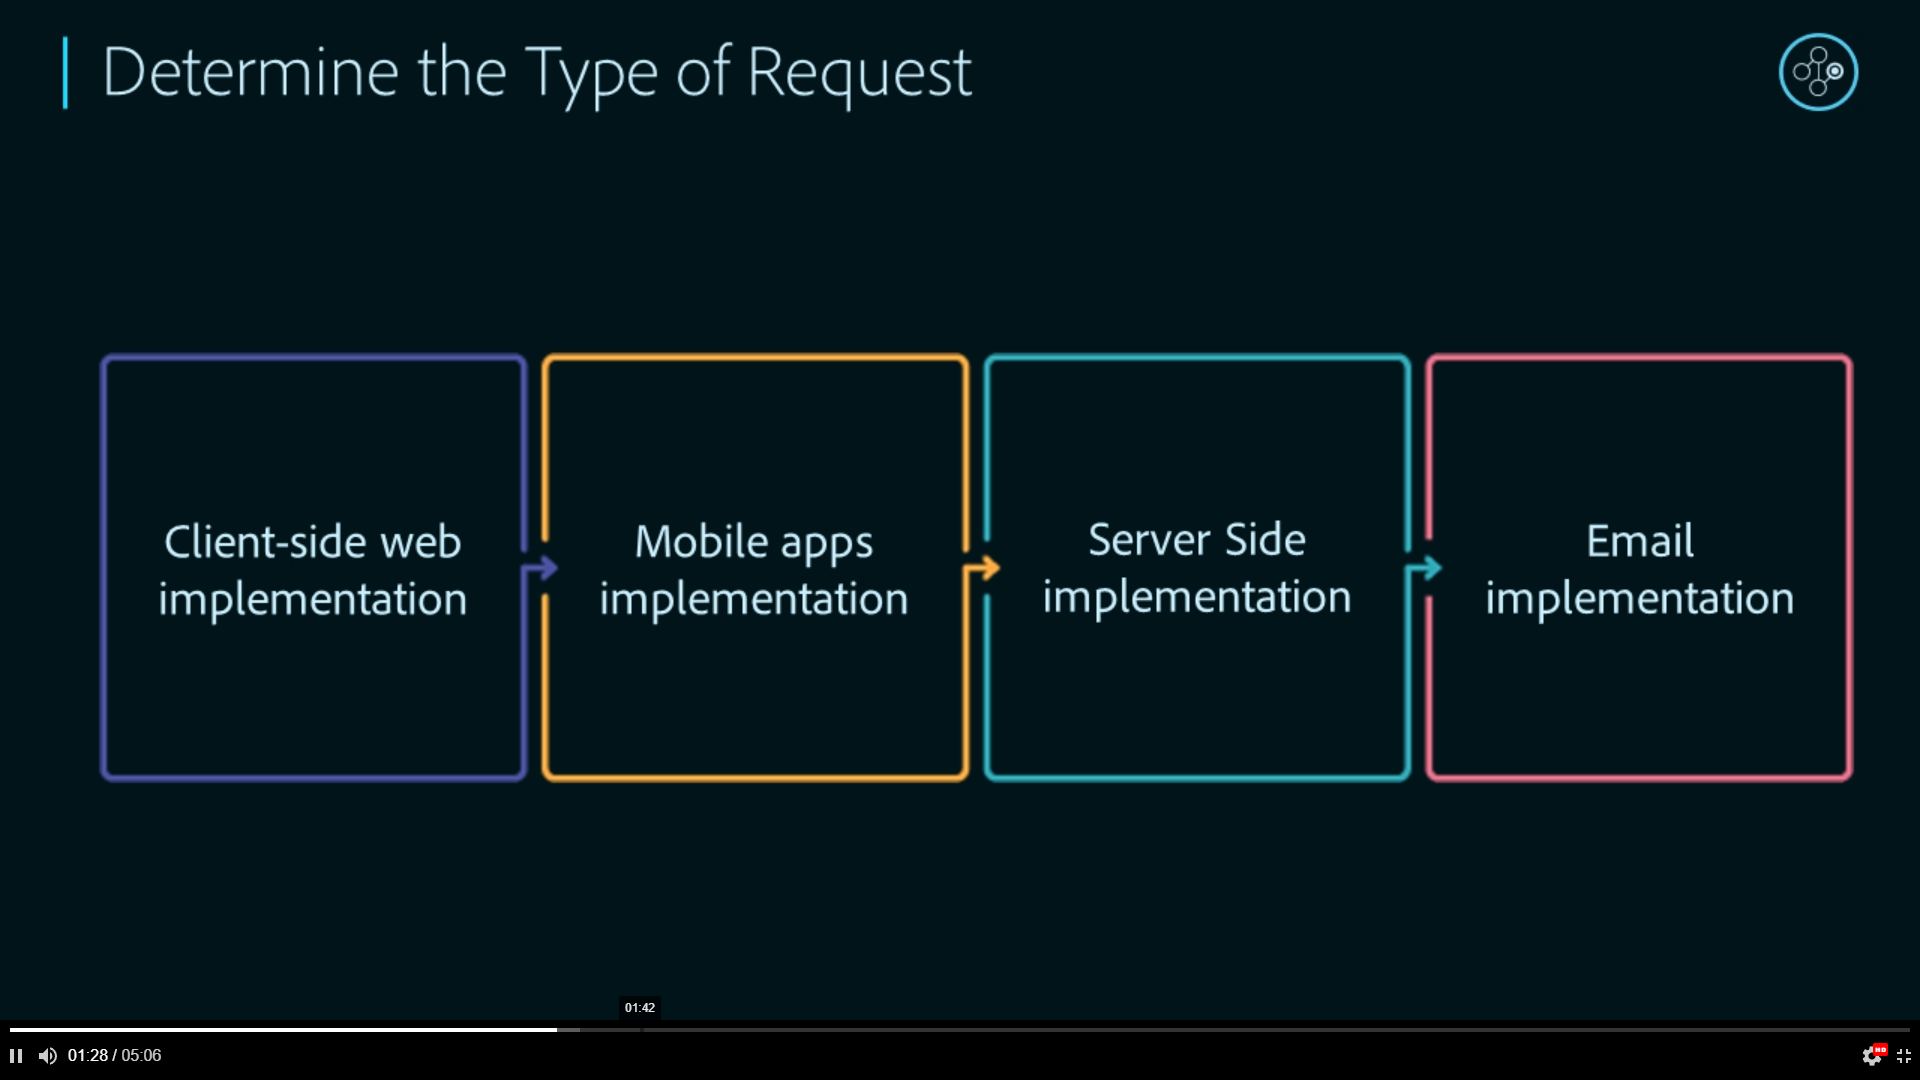 Determine the Type of Request
Client-side web
implementation
Mobile apps
implementation
Server Side
implementation
Email
implementation
01:42
01:28 / 05:06
HD